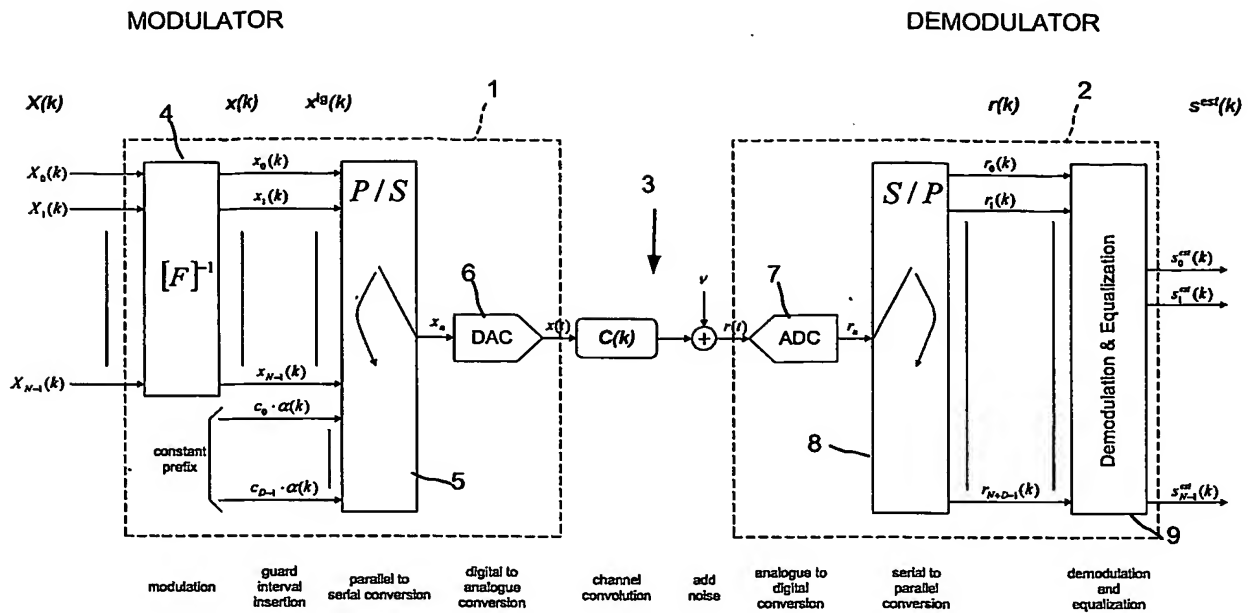 MODULATOR
DEMODULATOR
X(k)
4
x(k)
x^{Ig}(k)
1
r(k)
2
s^{est}(k)
X_0(k)
x_0(k)
P/S
S/P
r_0(k)
X_1(k)
x_1(k)
r_1(k)
3
[F]^{-1}
6
ν
7
s_0^{est}(k)
s_1^{est}(k)
x_n
DAC
x(t)
C(k)
+
r(t)
ADC
r_n
Demodulation & Equalization
X_{N-1}(k)
x_{N-1}(k)
c_0 · α(k)
constant
prefix
c_{D-1} · α(k)
5
8
r_{N+D-1}(k)
s_{N-1}^{est}(k)
9
modulation
guard
interval
insertion
parallel to
serial conversion
digital to
analogue
conversion
channel
convolution
add
noise
analogue to
digital
conversion
serial to
parallel
conversion
demodulation
and
equalization